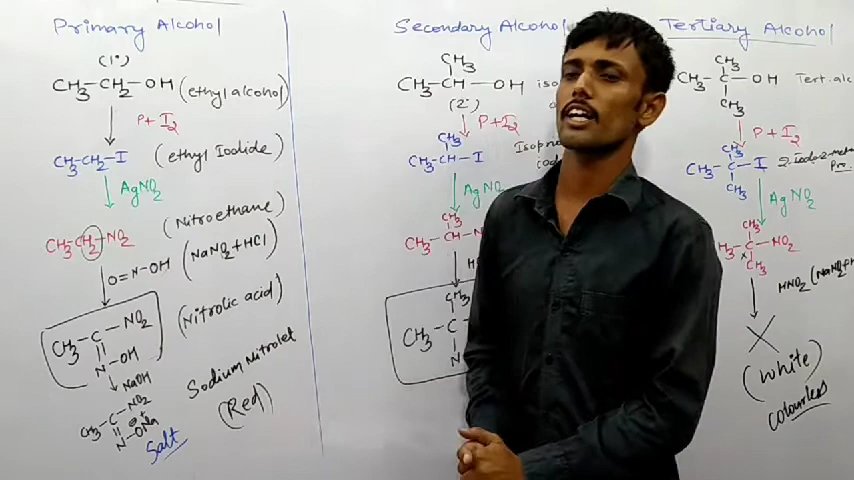 Primary Alcohol
(1°)
CH3-CH2-OH (ethyl alcohol)
P+I2
CH3-CH2-I (ethyl Iodide)
AgNO2
CH3-CH2-NO2 (Nitroethane)
O=N-OH (NaNO2+HCl)
CH3-C-NO2 (Nitrolic acid)
N-OH
NaOH
Sodium Nitrolet
CH3-C-NO2
N-ONa
Salt
(Red)
Secondary Alcohol
CH3
CH3-CH-OH
(2°)
P+I2
CH3
CH3-CH-I
AgNO2
CH3
CH3-CH-
CH3
CH3-C
N
Tertiary Alcohol
CH3
CH3-C-OH
CH3
P+I2
CH3
CH3-C-I
CH3
AgNO2
CH3
C-NO2
CH3
HNO2
(White)
Colourless